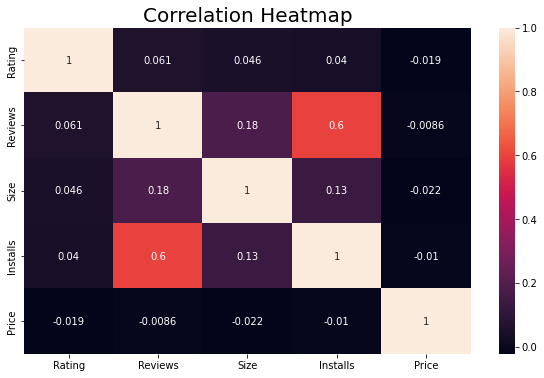 Correlation Heatmap
Rating 1 0.061 0.046 0.04 -0.019
Reviews 0.061 1 0.18 0.6 -0.0086
Size 0.046 0.18 1 0.13 -0.022
Installs 0.04 0.6 0.13 1 -0.01
Price -0.019 -0.0086 -0.022 -0.01 1
Rating Reviews Size Installs Price
1.0
0.8
0.6
0.4
0.2
0.0